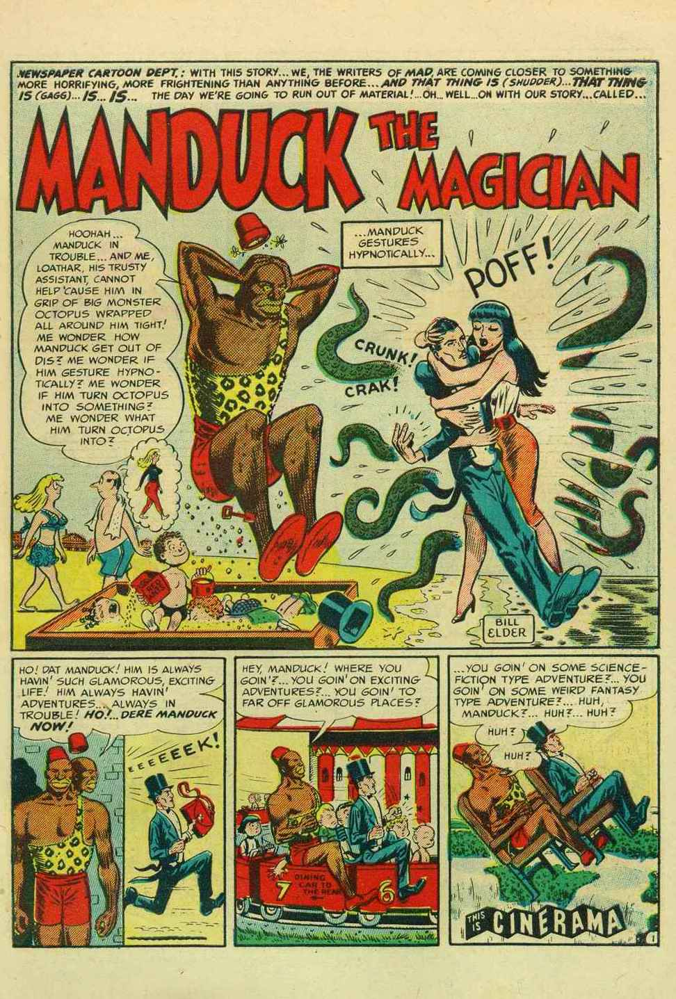 NEWSPAPER CARTOON DEPT.: WITH THIS STORY... WE, THE WRITERS OF MAD, ARE COMING CLOSER TO SOMETHING
MORE HORRIFYING, MORE FRIGHTENING THAN ANYTHING BEFORE... AND THAT THING IS (SHUDDER)... THAT THING
IS (GAGG)... IS... IS... THE DAY WE'RE GOING TO RUN OUT OF MATERIAL!... OH... WELL... ON WITH OUR STORY... CALLED...
MANDUCK THE
MAGICIAN
HOOHAH...
MANDUCK IN
TROUBLE... AND ME,
LOATHAR, HIS TRUSTY
ASSISTANT, CANNOT
HELP 'CAUSE HIM IN
GRIP OF BIG MONSTER
OCTOPUS WRAPPED
ALL AROUND HIM TIGHT!
ME WONDER HOW
MANDUCK GET OUT OF
DIS? ME WONDER IF
HIM GESTURE HYPNO-
TICALLY? ME WONDER
IF HIM TURN OCTOPUS
INTO SOMETHING?
ME WONDER WHAT
HIM TURN OCTOPUS
INTO?
...MANDUCK
GESTURES
HYPNOTICALLY...
POFF!
CRUNK!
CRAK!
BILL
ELDER
HO! DAT MANDUCK! HIM IS ALWAYS
HAVIN' SUCH GLAMOROUS, EXCITING
LIFE! HIM ALWAYS HAVIN'
ADVENTURES... ALWAYS IN
TROUBLE! HO!... DERE MANDUCK
NOW!
EEEEEEK!
HEY, MANDUCK! WHERE YOU
GOIN'?... YOU GOIN' ON EXCITING
ADVENTURES?... YOU GOIN' TO
FAR OFF GLAMOROUS PLACES?
DINING
CAR TO
THE REAR
7
6
...YOU GOIN' ON SOME SCIENCE-
FICTION TYPE ADVENTURE?... YOU
GOIN' ON SOME WEIRD FANTASY
TYPE ADVENTURE?... HUH,
MANDUCK?... HUH?... HUH?
HUH?
HUH?
THIS
IS CINERAMA
1